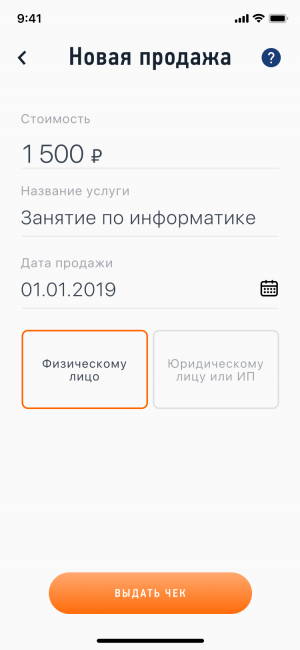 9:41
Новая продажа
?
Стоимость
1 500 ₽
Название услуги
Занятие по информатике
Дата продажи
01.01.2019
Физическому
лицо
Юридическому
лицу или ИП
ВЫДАТЬ ЧЕК